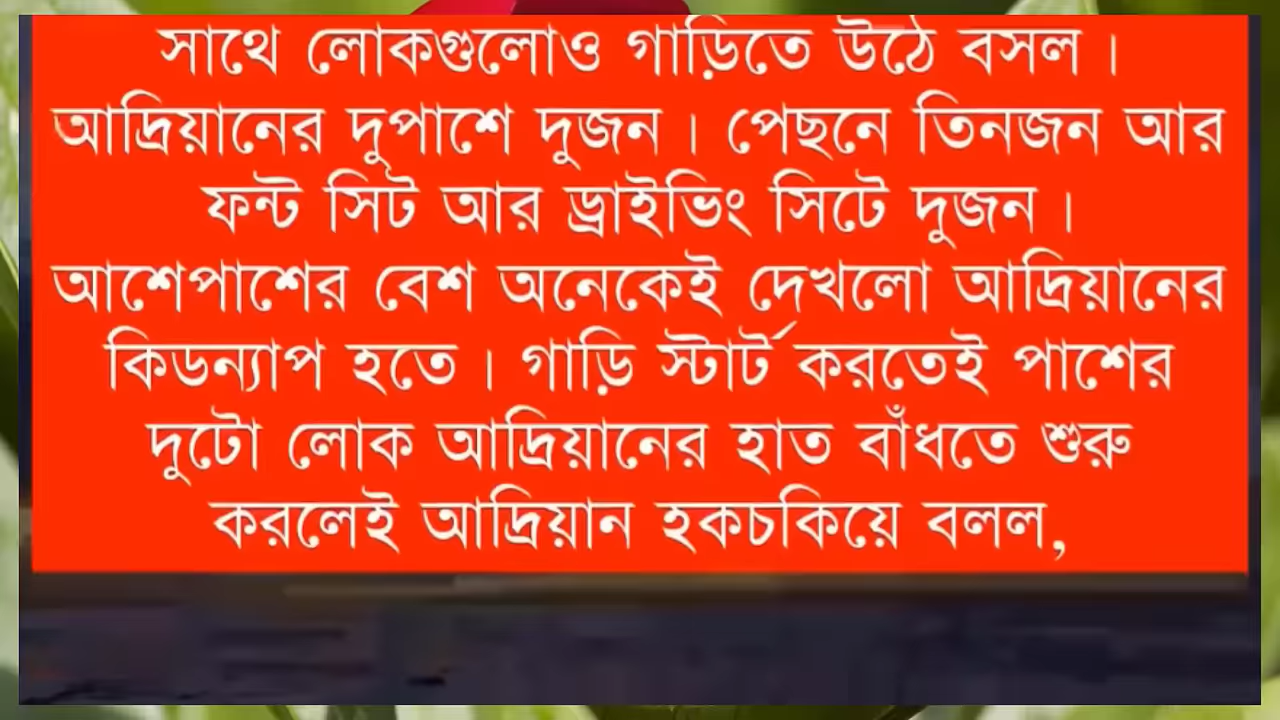 সাথে লোকগুলোও গাড়িতে উঠে বসল ।
আদ্রিয়ানের দুপাশে দুজন । পেছনে তিনজন আর
ফন্ট সিট আর ড্রাইভিং সিটে দুজন ।
আশেপাশের বেশ অনেকেই দেখলো আদ্রিয়ানের
কিডন্যাপ হতে । গাড়ি স্টার্ট করতেই পাশের
দুটো লোক আদ্রিয়ানের হাত বাঁধতে শুরু
করলেই আদ্রিয়ান হকচকিয়ে বলল,